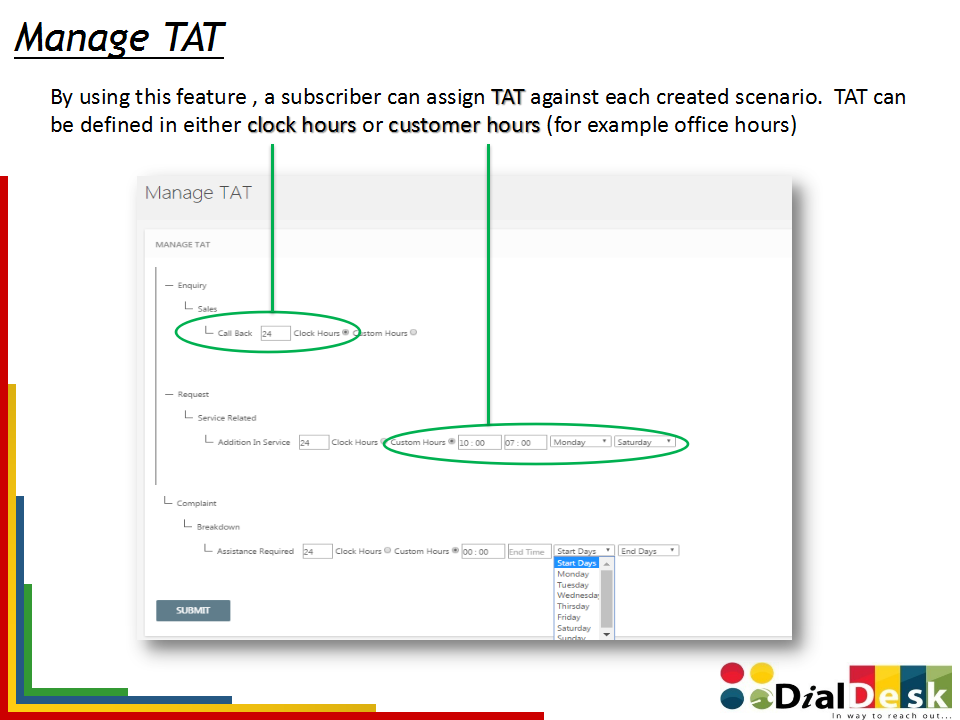 Manage TAT
By using this feature , a subscriber can assign TAT against each created scenario. TAT can
be defined in either clock hours or customer hours (for example office hours)
Manage TAT
MANAGE TAT
Enquiry
Sales
Call Back 24 Clock Hours Custom Hours
Request
Service Related
Addition In Service 24 Clock Hours Custom Hours 10 : 00 07 : 00 Monday Saturday
Complaint
Breakdown
Assistance Required 24 Clock Hours Custom Hours 00 : 00 End Time Start Days End Days
Start Days
Monday
Tuesday
Wednesday
Thirsday
Friday
Saturday
Sunday
SUBMIT
DialDesk
In way to reach out...